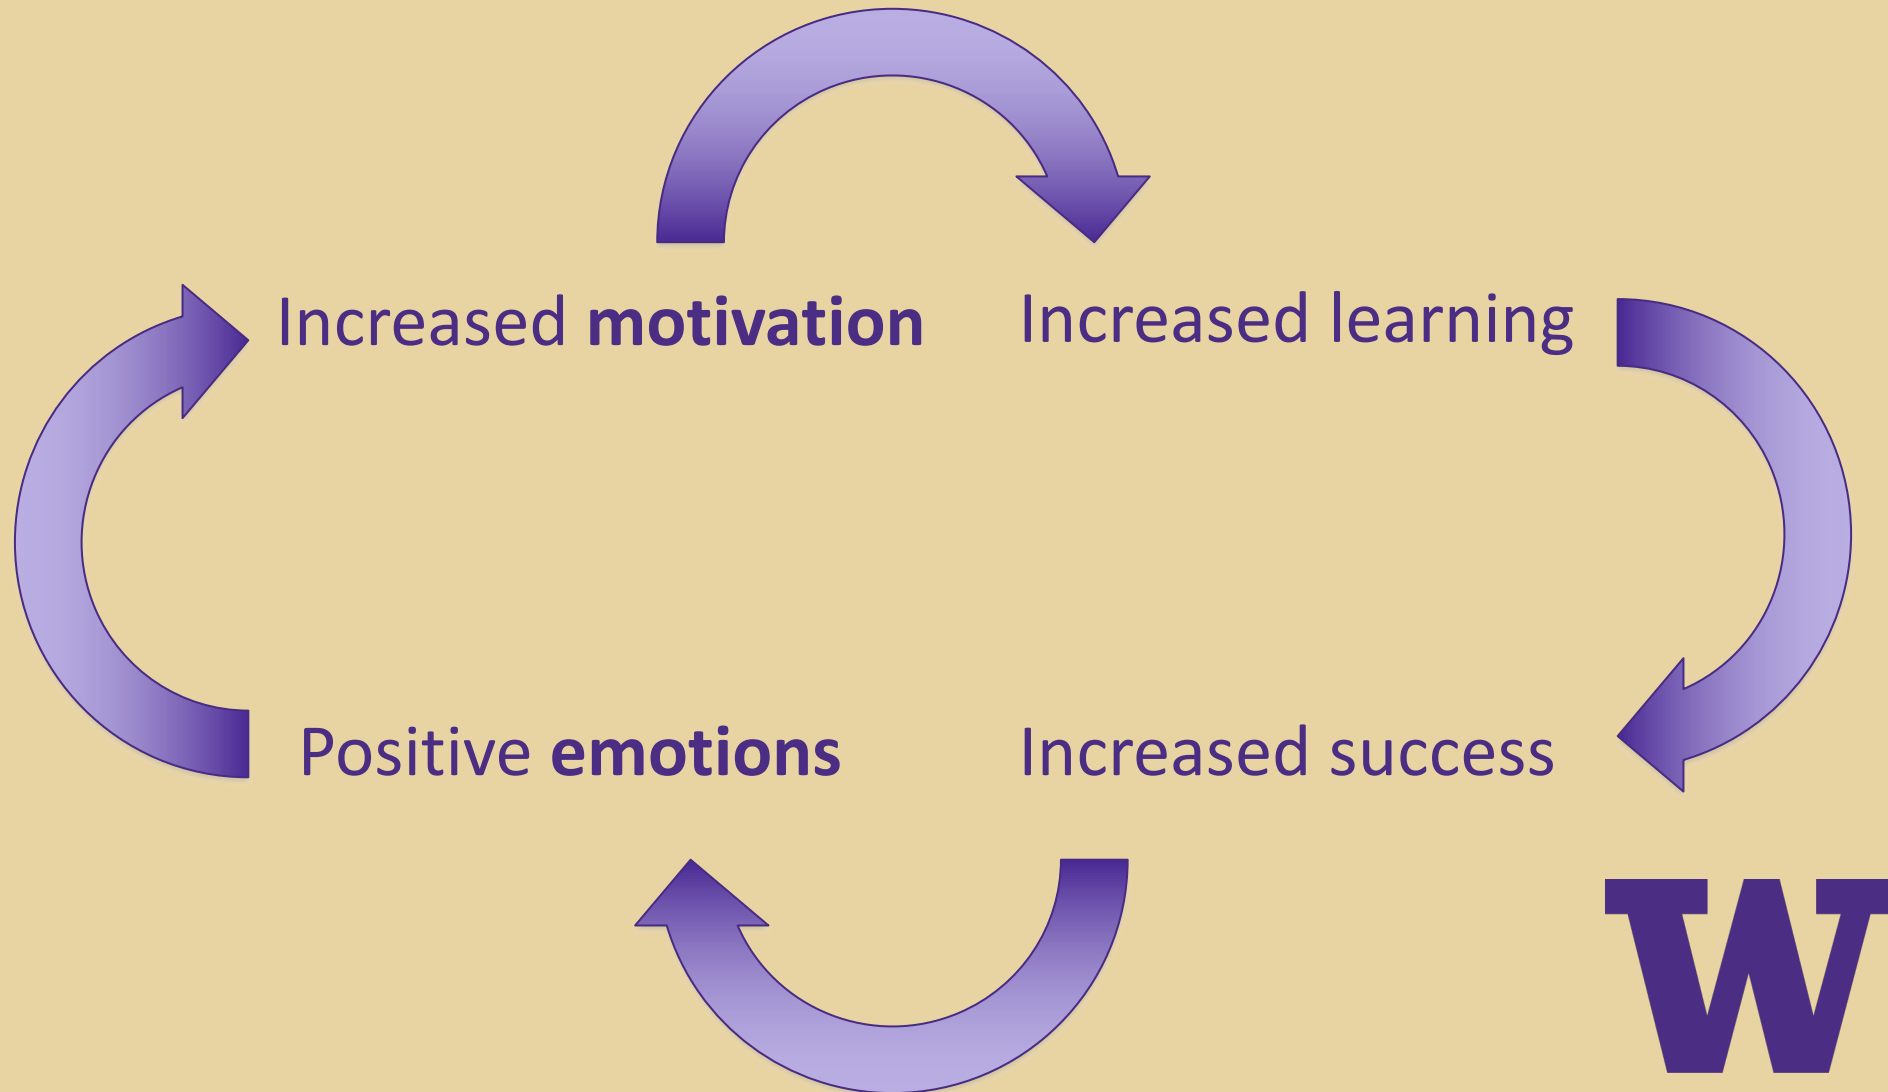 Increased motivation
Increased learning
Positive emotions
Increased success
W